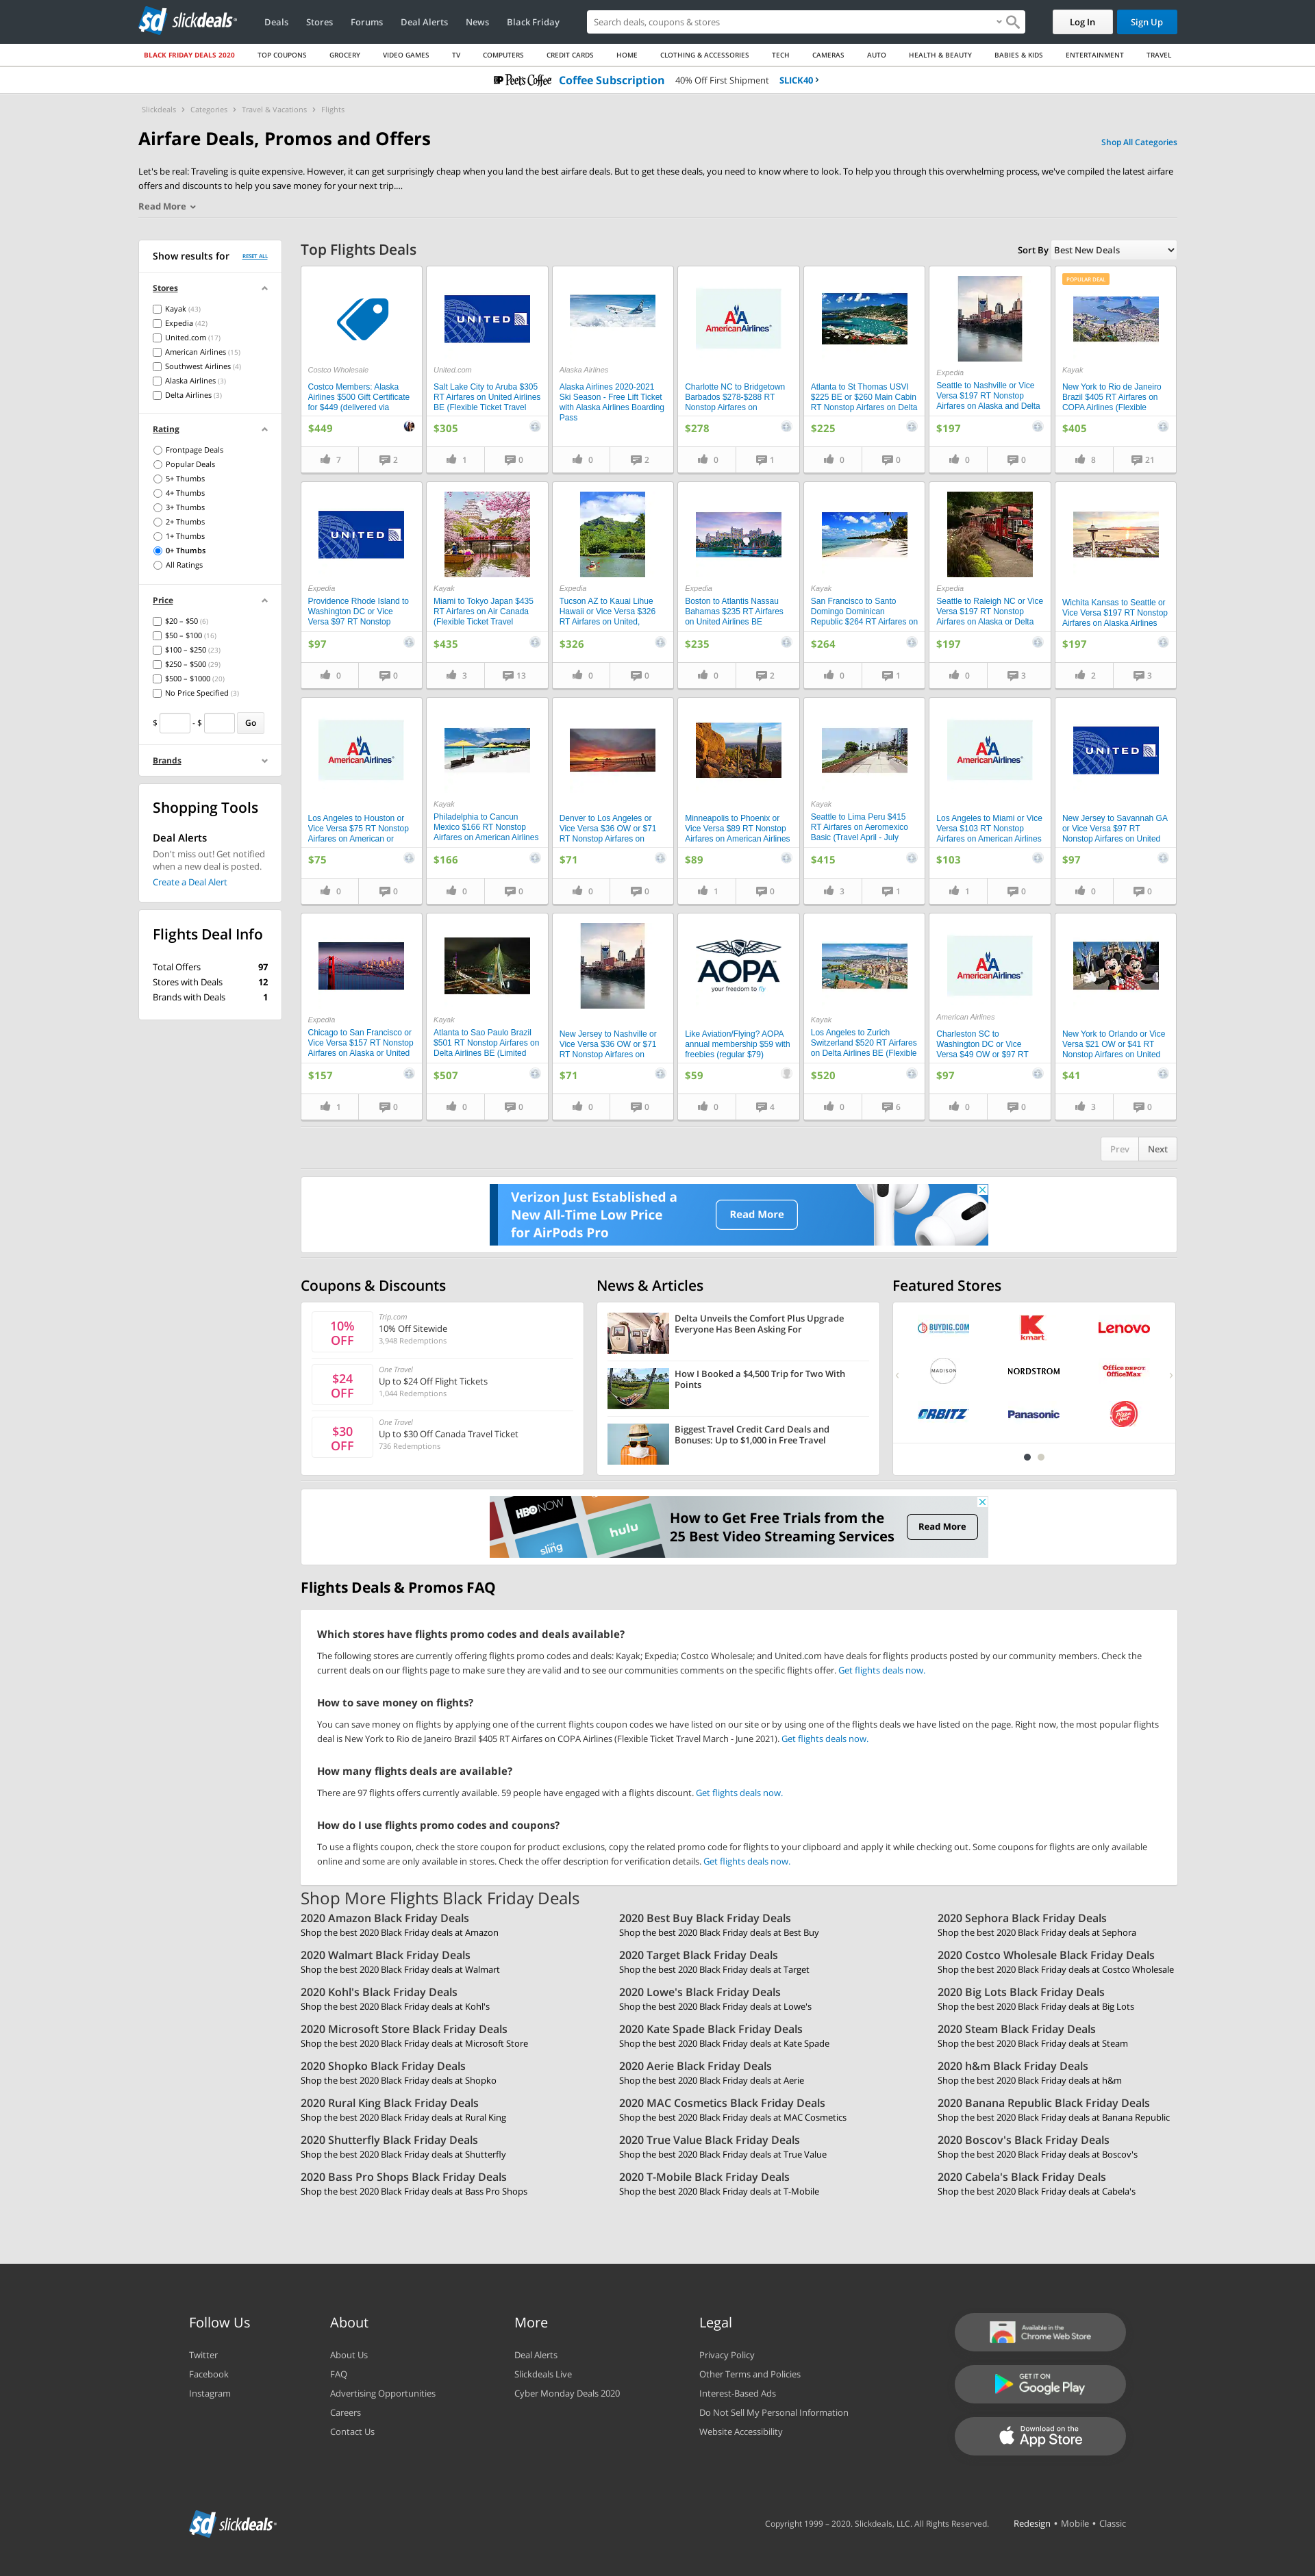 slickdeals
Deals
Stores
Forums
Deal Alerts
News
Black Friday
Search deals, coupons & stores
Log In
Sign Up
BLACK FRIDAY DEALS 2020
TOP COUPONS
GROCERY
VIDEO GAMES
TV
COMPUTERS
CREDIT CARDS
HOME
CLOTHING & ACCESSORIES
TECH
CAMERAS
AUTO
HEALTH & BEAUTY
BABIES & KIDS
ENTERTAINMENT
TRAVEL
Peet's Coffee Coffee Subscription 40% Off First Shipment SLICK40
Slickdeals > Categories > Travel & Vacations > Flights
Airfare Deals, Promos and Offers
Shop All Categories
Let's be real: Traveling is quite expensive. However, it can get surprisingly cheap when you land the best airfare deals. But to get these deals, you need to know where to look. To help you through this overwhelming process, we've compiled the latest airfare
offers and discounts to help you save money for your next trip....
Read More
Show results for RESET ALL
Stores
Kayak (43)
Expedia (42)
United.com (17)
American Airlines (15)
Southwest Airlines (4)
Alaska Airlines (3)
Delta Airlines (3)
Rating
Frontpage Deals
Popular Deals
5+ Thumbs
4+ Thumbs
3+ Thumbs
2+ Thumbs
1+ Thumbs
0+ Thumbs
All Ratings
Price
$20 – $50 (6)
$50 – $100 (16)
$100 – $250 (23)
$250 – $500 (29)
$500 – $1000 (20)
No Price Specified (3)
$ - $ Go
Brands
Shopping Tools
Deal Alerts
Don't miss out! Get notified
when a new deal is posted.
Create a Deal Alert
Flights Deal Info
Total Offers 97
Stores with Deals 12
Brands with Deals 1
Top Flights Deals
Sort By Best New Deals
Costco Wholesale
Costco Members: Alaska
Airlines $500 Gift Certificate
for $449 (delivered via
$449
7 2
UNITED
United.com
Salt Lake City to Aruba $305
RT Airfares on United Airlines
BE (Flexible Ticket Travel
$305
1 0
Alaska Airlines
Alaska Airlines 2020-2021
Ski Season - Free Lift Ticket
with Alaska Airlines Boarding
Pass
0 2
AmericanAirlines
Charlotte NC to Bridgetown
Barbados $278-$288 RT
Nonstop Airfares on
$278
0 1
Atlanta to St Thomas USVI
$225 BE or $260 Main Cabin
RT Nonstop Airfares on Delta
$225
0 0
Expedia
Seattle to Nashville or Vice
Versa $197 RT Nonstop
Airfares on Alaska and Delta
$197
0 0
POPULAR DEAL
Kayak
New York to Rio de Janeiro
Brazil $405 RT Airfares on
COPA Airlines (Flexible
$405
8 21
UNITED
Expedia
Providence Rhode Island to
Washington DC or Vice
Versa $97 RT Nonstop
$97
0 0
Kayak
Miami to Tokyo Japan $435
RT Airfares on Air Canada
(Flexible Ticket Travel
$435
3 13
Expedia
Tucson AZ to Kauai Lihue
Hawaii or Vice Versa $326
RT Airfares on United,
$326
0 0
Expedia
Boston to Atlantis Nassau
Bahamas $235 RT Airfares
on United Airlines BE
$235
0 2
Kayak
San Francisco to Santo
Domingo Dominican
Republic $264 RT Airfares on
$264
0 1
Expedia
Seattle to Raleigh NC or Vice
Versa $197 RT Nonstop
Airfares on Alaska or Delta
$197
0 3
Wichita Kansas to Seattle or
Vice Versa $197 RT Nonstop
Airfares on Alaska Airlines
$197
2 3
AmericanAirlines
Los Angeles to Houston or
Vice Versa $75 RT Nonstop
Airfares on American or
$75
0 0
Kayak
Philadelphia to Cancun
Mexico $166 RT Nonstop
Airfares on American Airlines
$166
0 0
Denver to Los Angeles or
Vice Versa $36 OW or $71
RT Nonstop Airfares on
$71
0 0
Minneapolis to Phoenix or
Vice Versa $89 RT Nonstop
Airfares on American Airlines
$89
1 0
Kayak
Seattle to Lima Peru $415
RT Airfares on Aeromexico
Basic (Travel April - July
$415
3 1
AmericanAirlines
Los Angeles to Miami or Vice
Versa $103 RT Nonstop
Airfares on American Airlines
$103
1 0
UNITED
New Jersey to Savannah GA
or Vice Versa $97 RT
Nonstop Airfares on United
$97
0 0
Expedia
Chicago to San Francisco or
Vice Versa $157 RT Nonstop
Airfares on Alaska or United
$157
1 0
Kayak
Atlanta to Sao Paulo Brazil
$501 RT Nonstop Airfares on
Delta Airlines BE (Limited
$507
0 0
New Jersey to Nashville or
Vice Versa $36 OW or $71
RT Nonstop Airfares on
$71
0 0
AOPA
your freedom to fly
Like Aviation/Flying? AOPA
annual membership $59 with
freebies (regular $79)
$59
0 4
Kayak
Los Angeles to Zurich
Switzerland $520 RT Airfares
on Delta Airlines BE (Flexible
$520
0 6
AmericanAirlines
American Airlines
Charleston SC to
Washington DC or Vice
Versa $49 OW or $97 RT
$97
0 0
New York to Orlando or Vice
Versa $21 OW or $41 RT
Nonstop Airfares on United
$41
3 0
Prev Next
Verizon Just Established a
New All-Time Low Price
for AirPods Pro
Read More
Coupons & Discounts
10% OFF
Trip.com
10% Off Sitewide
3,948 Redemptions
$24 OFF
One Travel
Up to $24 Off Flight Tickets
1,044 Redemptions
$30 OFF
One Travel
Up to $30 Off Canada Travel Ticket
736 Redemptions
News & Articles
Delta Unveils the Comfort Plus Upgrade
Everyone Has Been Asking For
How I Booked a $4,500 Trip for Two With
Points
Biggest Travel Credit Card Deals and
Bonuses: Up to $1,000 in Free Travel
Featured Stores
BUYDIG.COM
kmart
Lenovo
MADISON
NORDSTROM
Office DEPOT
OfficeMax
ORBITZ
Panasonic
Pizza Hut
HBO NOW
hulu
sling
How to Get Free Trials from the
25 Best Video Streaming Services
Read More
Flights Deals & Promos FAQ
Which stores have flights promo codes and deals available?
The following stores are currently offering flights promo codes and deals: Kayak; Expedia; Costco Wholesale; and United.com have deals for flights products posted by our community members. Check the
current deals on our flights page to make sure they are valid and to see our communities comments on the specific flights offer. Get flights deals now.
How to save money on flights?
You can save money on flights by applying one of the current flights coupon codes we have listed on our site or by using one of the flights deals we have listed on the page. Right now, the most popular flights
deal is New York to Rio de Janeiro Brazil $405 RT Airfares on COPA Airlines (Flexible Ticket Travel March - June 2021). Get flights deals now.
How many flights deals are available?
There are 97 flights offers currently available. 59 people have engaged with a flights discount. Get flights deals now.
How do I use flights promo codes and coupons?
To use a flights coupon, check the store coupon for product exclusions, copy the related promo code for flights to your clipboard and apply it while checking out. Some coupons for flights are only available
online and some are only available in stores. Check the offer description for verification details. Get flights deals now.
Shop More Flights Black Friday Deals
2020 Amazon Black Friday Deals
Shop the best 2020 Black Friday deals at Amazon
2020 Best Buy Black Friday Deals
Shop the best 2020 Black Friday deals at Best Buy
2020 Sephora Black Friday Deals
Shop the best 2020 Black Friday deals at Sephora
2020 Walmart Black Friday Deals
Shop the best 2020 Black Friday deals at Walmart
2020 Target Black Friday Deals
Shop the best 2020 Black Friday deals at Target
2020 Costco Wholesale Black Friday Deals
Shop the best 2020 Black Friday deals at Costco Wholesale
2020 Kohl's Black Friday Deals
Shop the best 2020 Black Friday deals at Kohl's
2020 Lowe's Black Friday Deals
Shop the best 2020 Black Friday deals at Lowe's
2020 Big Lots Black Friday Deals
Shop the best 2020 Black Friday deals at Big Lots
2020 Microsoft Store Black Friday Deals
Shop the best 2020 Black Friday deals at Microsoft Store
2020 Kate Spade Black Friday Deals
Shop the best 2020 Black Friday deals at Kate Spade
2020 Steam Black Friday Deals
Shop the best 2020 Black Friday deals at Steam
2020 Shopko Black Friday Deals
Shop the best 2020 Black Friday deals at Shopko
2020 Aerie Black Friday Deals
Shop the best 2020 Black Friday deals at Aerie
2020 h&m Black Friday Deals
Shop the best 2020 Black Friday deals at h&m
2020 Rural King Black Friday Deals
Shop the best 2020 Black Friday deals at Rural King
2020 MAC Cosmetics Black Friday Deals
Shop the best 2020 Black Friday deals at MAC Cosmetics
2020 Banana Republic Black Friday Deals
Shop the best 2020 Black Friday deals at Banana Republic
2020 Shutterfly Black Friday Deals
Shop the best 2020 Black Friday deals at Shutterfly
2020 True Value Black Friday Deals
Shop the best 2020 Black Friday deals at True Value
2020 Boscov's Black Friday Deals
Shop the best 2020 Black Friday deals at Boscov's
2020 Bass Pro Shops Black Friday Deals
Shop the best 2020 Black Friday deals at Bass Pro Shops
2020 T-Mobile Black Friday Deals
Shop the best 2020 Black Friday deals at T-Mobile
2020 Cabela's Black Friday Deals
Shop the best 2020 Black Friday deals at Cabela's
Follow Us
Twitter
Facebook
Instagram
About
About Us
FAQ
Advertising Opportunities
Careers
Contact Us
More
Deal Alerts
Slickdeals Live
Cyber Monday Deals 2020
Legal
Privacy Policy
Other Terms and Policies
Interest-Based Ads
Do Not Sell My Personal Information
Website Accessibility
Available in the
Chrome Web Store
GET IT ON
Google Play
Download on the
App Store
slickdeals
Copyright 1999 – 2020. Slickdeals, LLC. All Rights Reserved.
Redesign • Mobile • Classic